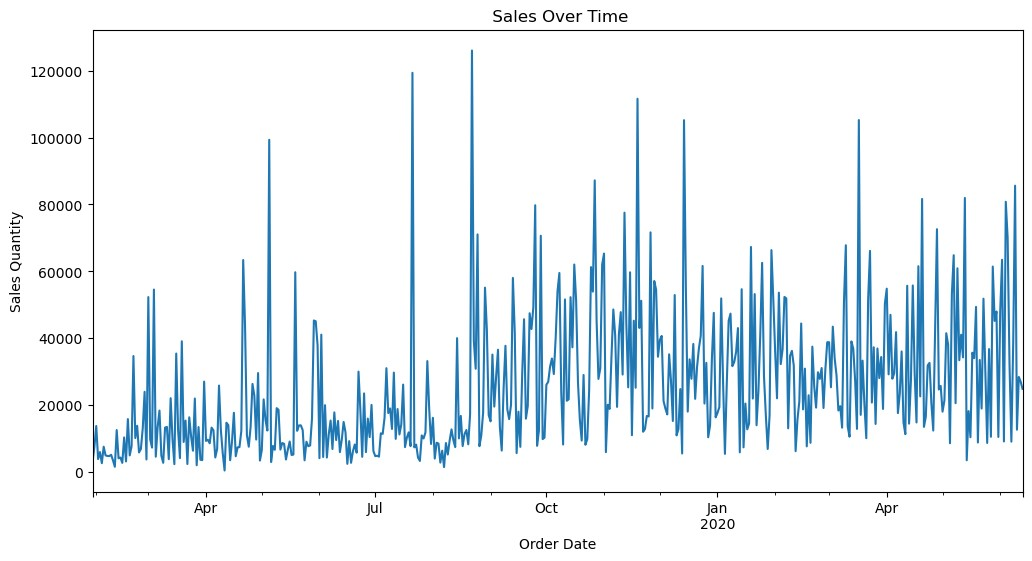 Sales Over Time
120000
100000
80000
60000
40000
20000
0
Sales Quantity
Apr
Jul
Oct
Jan
2020
Apr
Order Date